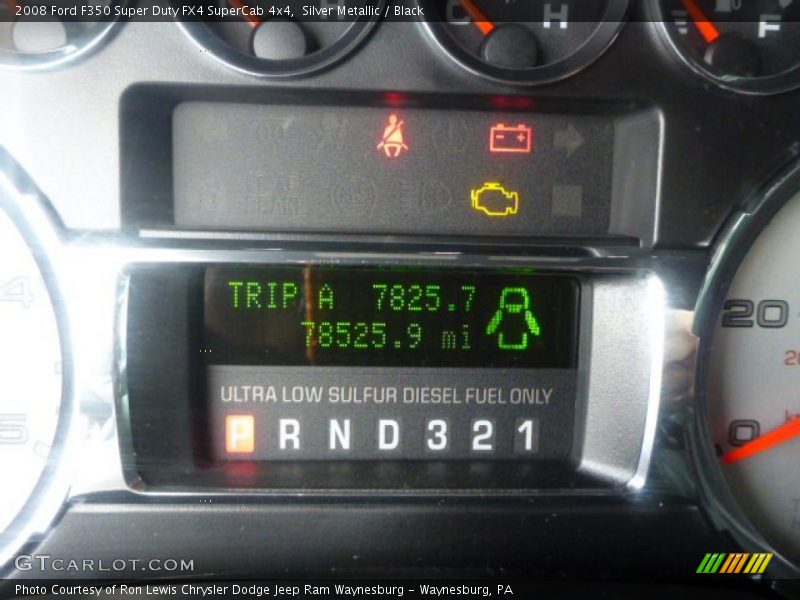 2008 Ford F350 Super Duty FX4 SuperCab 4x4,  Silver Metallic / Black
C H
F
TRIP A 7825.7
78525.9 mi
20
ULTRA LOW SULFUR DIESEL FUEL ONLY
P R N D 3 2 1
0
GTCARLOT.COM
Photo Courtesy of Ron Lewis Chrysler Dodge Jeep Ram Waynesburg - Waynesburg, PA